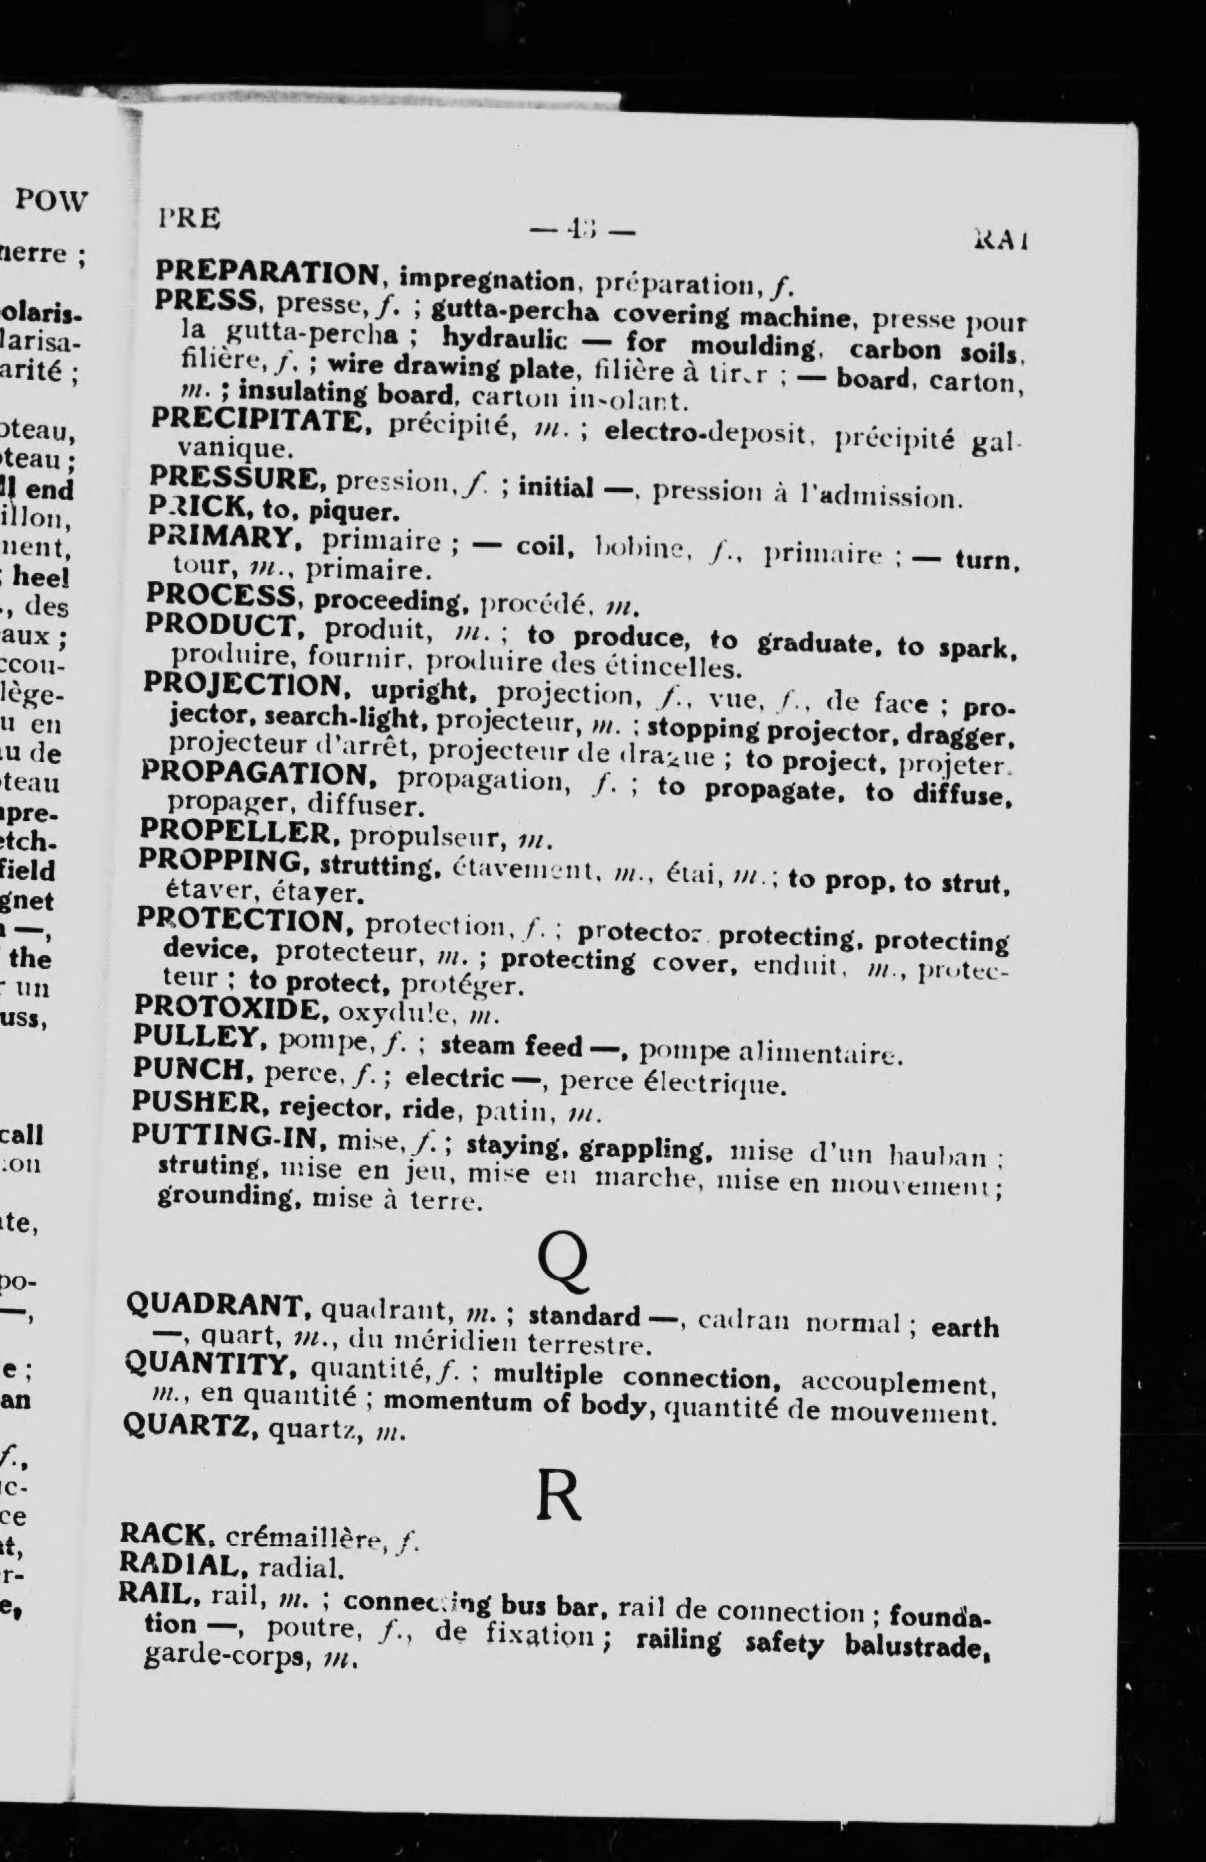 POW
nerre ;
olaris-
larisa-
arité ;
oteau,
teau ;
ll end
illon,
nent,
; heel
., des
aux ;
ccou-
lège-
u en
au de
teau
pre-
etch-
field
gnet
—,
the
r un
uss,
call
on
te,
po-
—,
e ;
an
f.,
ce
r-
e,
PRE — 43 — RAI
PREPARATION, impregnation, préparation, f.
PRESS, presse, f. ; gutta-percha covering machine, presse pour
la gutta-percha ; hydraulic — for moulding, carbon soils,
filière, f. ; wire drawing plate, filière à tirer ; — board, carton,
m. ; insulating board, carton insolant.
PRECIPITATE, précipité, m. ; electro-deposit, précipité gal-
vanique.
PRESSURE, pression, f. ; initial —, pression à l'admission.
PRICK, to, piquer.
PRIMARY, primaire ; — coil, bobine, f., primaire ; — turn,
tour, m., primaire.
PROCESS, proceeding, procédé, m.
PRODUCT, produit, m. ; to produce, to graduate, to spark,
produire, fournir, produire des étincelles.
PROJECTION, upright, projection, f., vue, f., de face ; pro-
jector, search-light, projecteur, m. ; stopping projector, dragger,
projecteur d'arrêt, projecteur de drague ; to project, projeter.
PROPAGATION, propagation, f. ; to propagate, to diffuse,
propager, diffuser.
PROPELLER, propulseur, m.
PROPPING, strutting, étavement, m., étai, m. ; to prop, to strut,
étaver, étayer.
PROTECTION, protection, f. ; protector protecting, protecting
device, protecteur, m. ; protecting cover, enduit, m., protec-
teur ; to protect, protéger.
PROTOXIDE, oxydule, m.
PULLEY, pompe, f. ; steam feed —, pompe alimentaire.
PUNCH, perce, f. ; electric —, perce électrique.
PUSHER, rejector, ride, patin, m.
PUTTING-IN, mise, f. ; staying, grappling, mise d'un hauban ;
struting, mise en jeu, mise en marche, mise en mouvement ;
grounding, mise à terre.
Q
QUADRANT, quadrant, m. ; standard —, cadran normal ; earth
—, quart, m., du méridien terrestre.
QUANTITY, quantité, f. ; multiple connection, accouplement,
m., en quantité ; momentum of body, quantité de mouvement.
QUARTZ, quartz, m.
R
RACK, crémaillère, f.
RADIAL, radial.
RAIL, rail, m. ; connecting bus bar, rail de connection ; founda-
tion —, poutre, f., de fixation ; railing safety balustrade,
garde-corps, m.